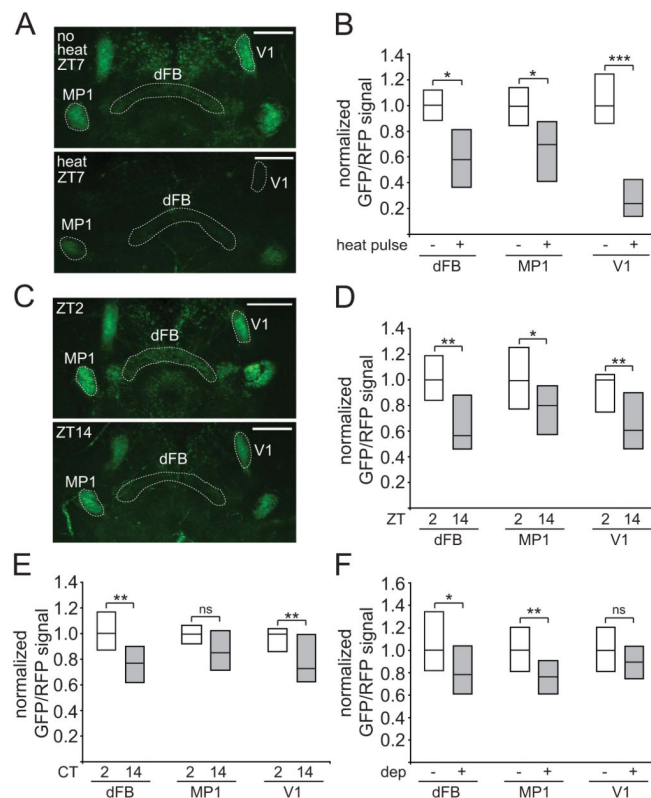 A
no
heat
ZT7
V1
dFB
MP1
heat
ZT7
V1
dFB
MP1
B
normalized
GFP/RFP signal
1.4
1.2
1.0
0.8
0.6
0.4
0.2
0
* * ***
heat pulse - + - + - +
dFB MP1 V1
C
ZT2
V1
dFB
MP1
ZT14
V1
dFB
MP1
D
normalized
GFP/RFP signal
1.4
1.2
1.0
0.8
0.6
0.4
0.2
0
** * **
ZT 2 14 2 14 2 14
dFB MP1 V1
E
normalized
GFP/RFP signal
1.4
1.2
1.0
0.8
0.6
0.4
0.2
0
** ns **
CT 2 14 2 14 2 14
dFB MP1 V1
F
normalized
GFP/RFP signal
1.6
1.4
1.2
1.0
0.8
0.6
0.4
0.2
0
* ** ns
dep - + - + - +
dFB MP1 V1